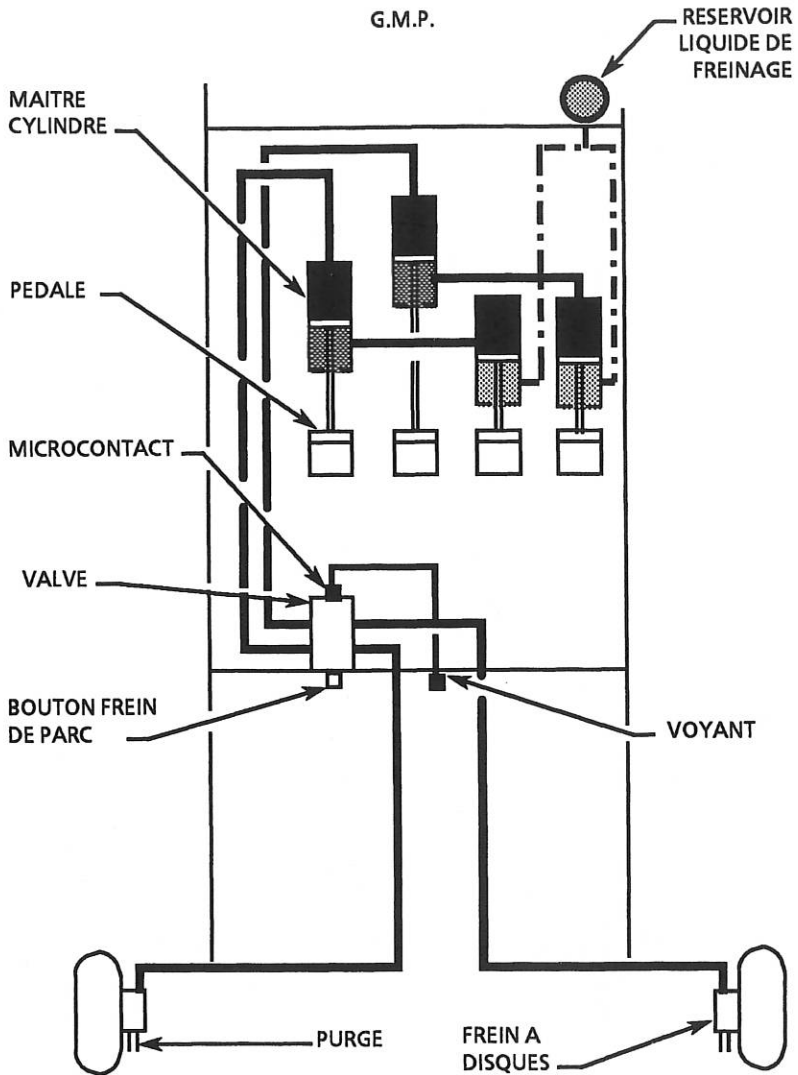 G.M.P.
RESERVOIR
LIQUIDE DE
FREINAGE
MAITRE
CYLINDRE
PEDALE
MICROCONTACT
VALVE
BOUTON FREIN
DE PARC
VOYANT
PURGE
FREIN A
DISQUES